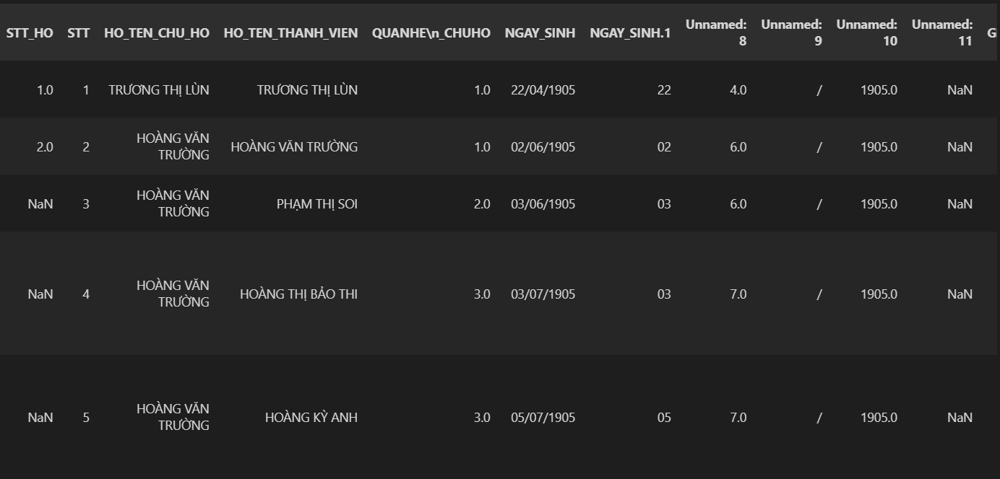 STT_HO STT HO_TEN_CHU_HO HO_TEN_THANH_VIEN QUANHE\n_CHUHO NGAY_SINH NGAY_SINH.1 Unnamed: 8 Unnamed: 9 Unnamed: 10 Unnamed: 11 G
1.0 1 TRƯƠNG THỊ LÙN TRƯƠNG THỊ LÙN 1.0 22/04/1905 22 4.0 / 1905.0 NaN
2.0 2 HOÀNG VĂN TRƯỜNG HOÀNG VĂN TRƯỜNG 1.0 02/06/1905 02 6.0 / 1905.0 NaN
NaN 3 HOÀNG VĂN TRƯỜNG PHẠM THỊ SOI 2.0 03/06/1905 03 6.0 / 1905.0 NaN
NaN 4 HOÀNG VĂN TRƯỜNG HOÀNG THỊ BẢO THI 3.0 03/07/1905 03 7.0 / 1905.0 NaN
NaN 5 HOÀNG VĂN TRƯỜNG HOÀNG KỲ ANH 3.0 05/07/1905 05 7.0 / 1905.0 NaN